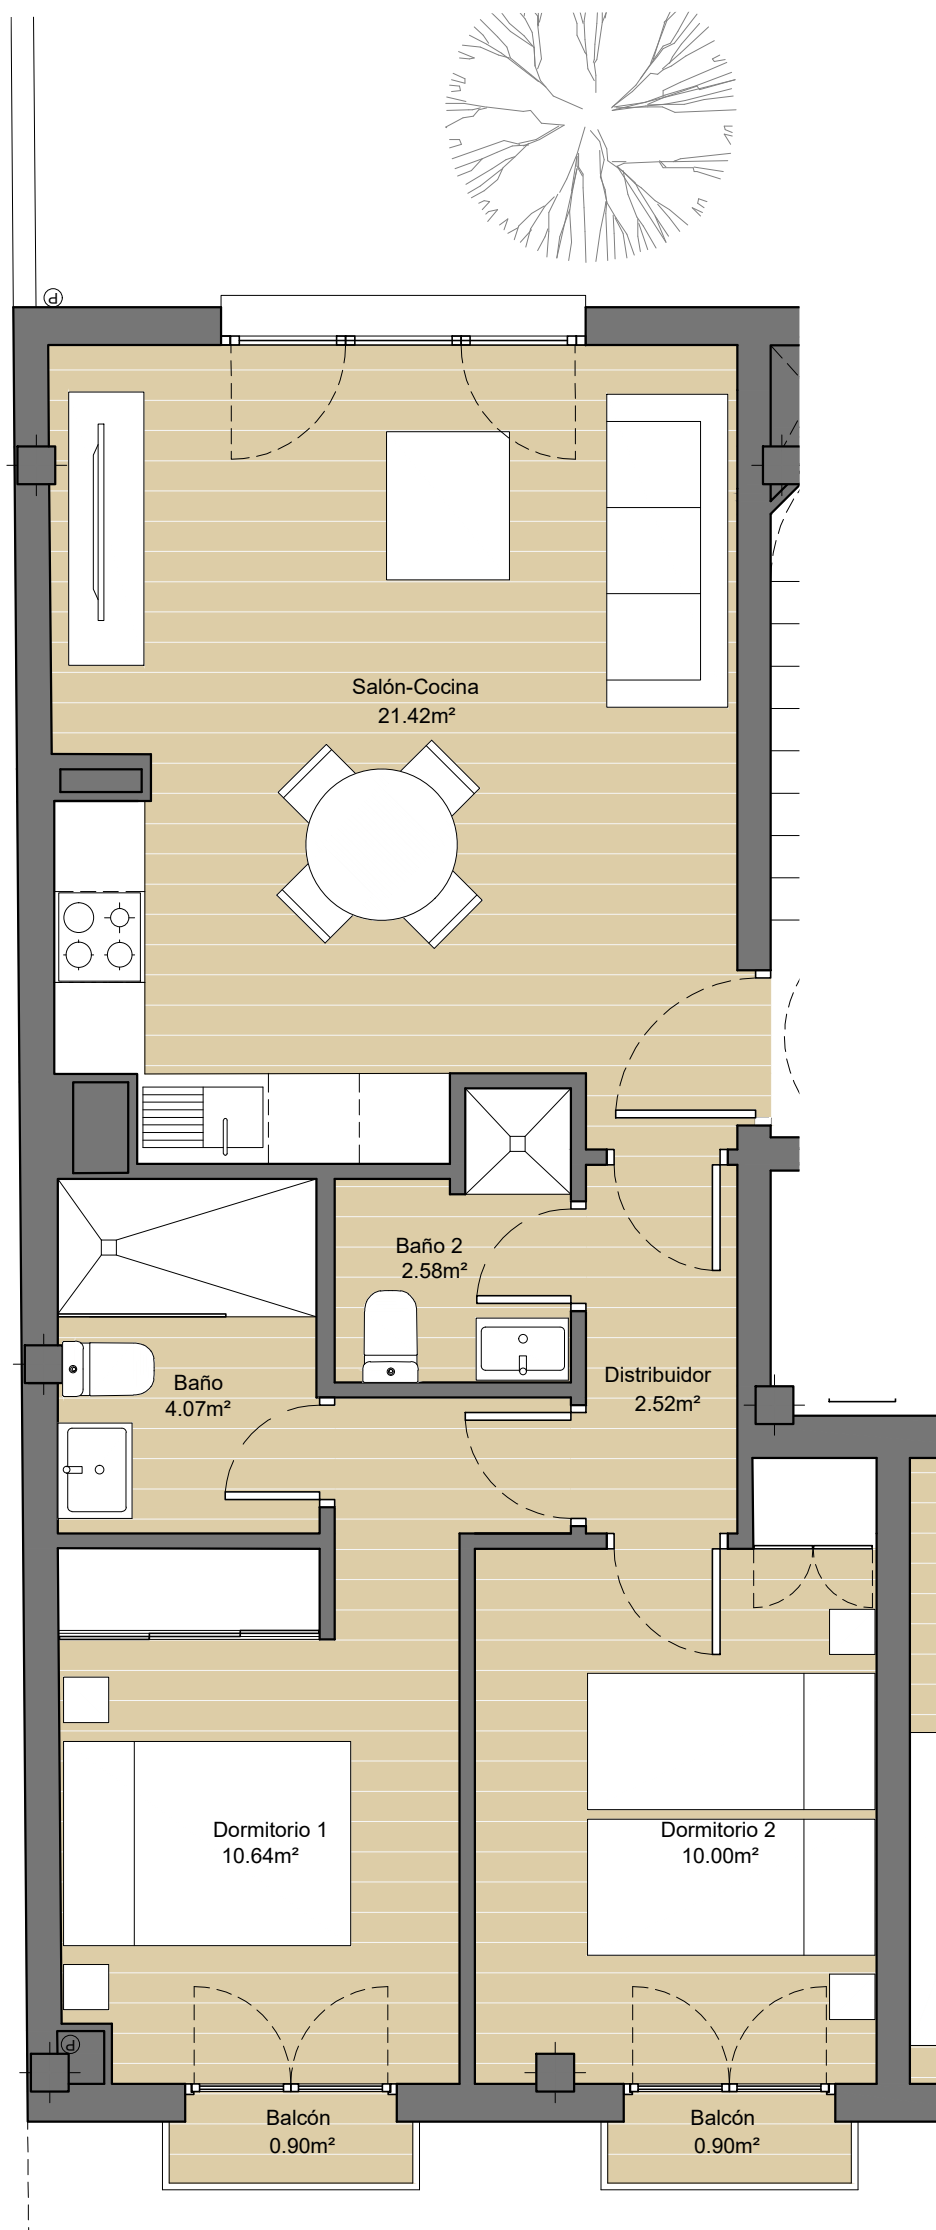 P
Salón-Cocina
21.42m²
Baño 2
2.58m²
Baño
4.07m²
Distribuidor
2.52m²
Dormitorio 1
10.64m²
Dormitorio 2
10.00m²
P
Balcón
0.90m²
Balcón
0.90m²